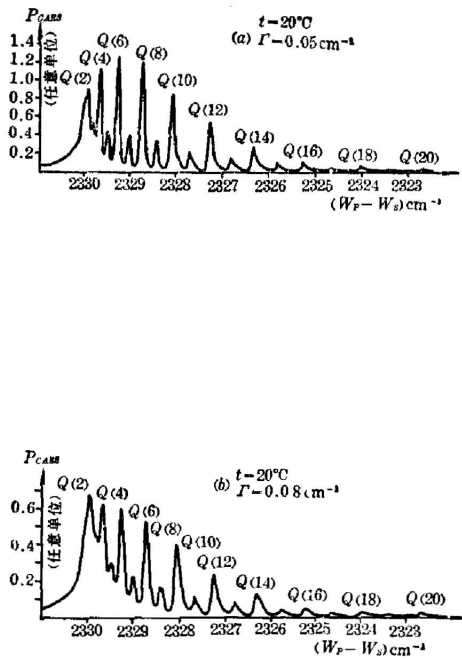 P_CARS
t=20℃
(a) Γ=0.05cm⁻¹
(任意单位)
1.4
1.2
1.0
0.8
0.6
0.4
0.2
Q(2)
Q(4)
Q(6)
Q(8)
Q(10)
Q(12)
Q(14)
Q(16)
Q(18)
Q(20)
2330 2329 2328 2327 2326 2325 2324 2323
(W_P−W_S)cm⁻¹
P_CARS
t=20℃
(b) Γ=0.08cm⁻¹
(任意单位)
0.6
0.4
0.2
Q(2)
Q(4)
Q(6)
Q(8)
Q(10)
Q(12)
Q(14)
Q(16)
Q(18)
Q(20)
2330 2329 2328 2327 2326 2325 2324 2323
(W_P−W_S)cm⁻¹